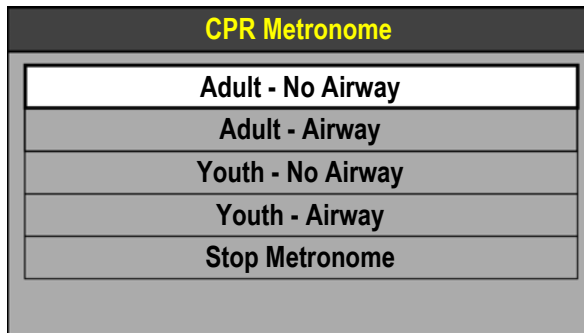 CPR Metronome
Adult - No Airway
Adult - Airway
Youth - No Airway
Youth - Airway
Stop Metronome